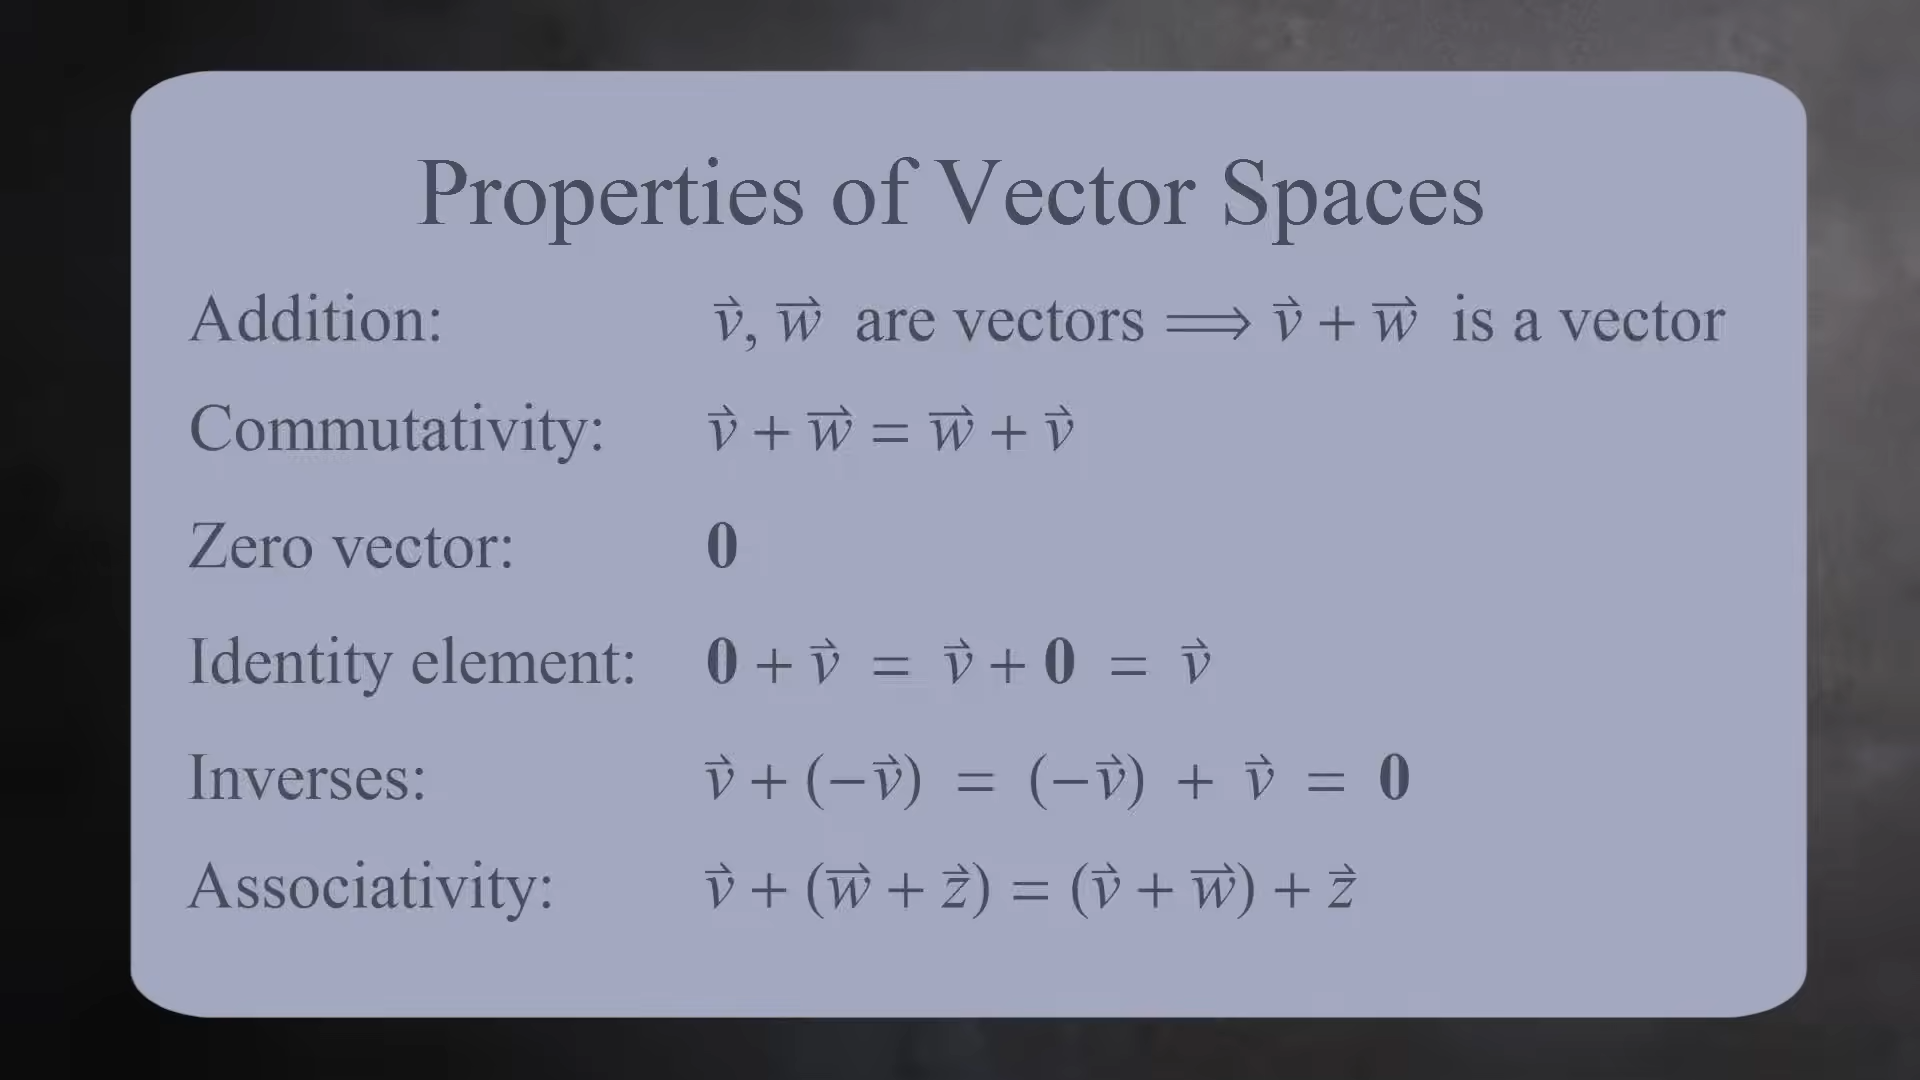 Properties of Vector Spaces
Addition: v⃗, w⃗ are vectors ⟹ v⃗ + w⃗ is a vector
Commutativity: v⃗ + w⃗ = w⃗ + v⃗
Zero vector: 0
Identity element: 0 + v⃗ = v⃗ + 0 = v⃗
Inverses: v⃗ + (−v⃗) = (−v⃗) + v⃗ = 0
Associativity: v⃗ + (w⃗ + z⃗) = (v⃗ + w⃗) + z⃗